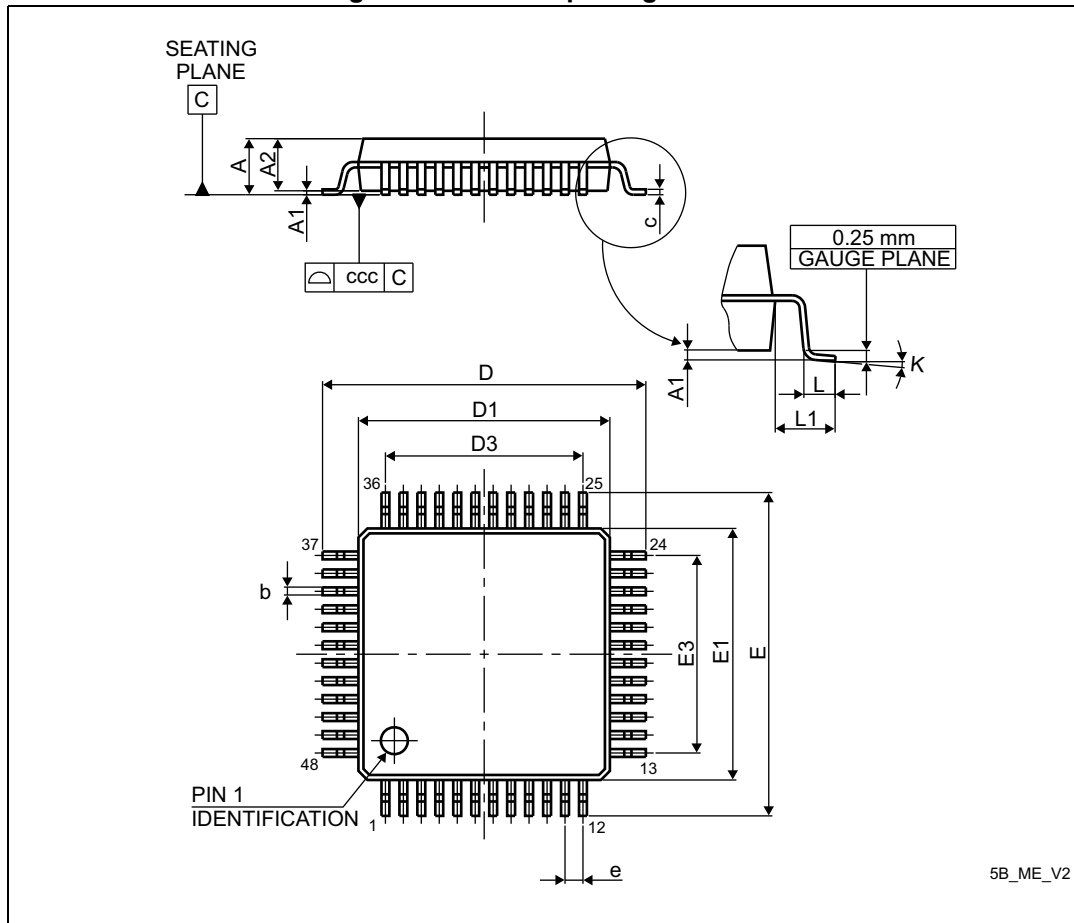 SEATING
PLANE
C
A
A2
A1
c
ccc C
0.25 mm
GAUGE PLANE
A1
K
L
L1
D
D1
D3
36
25
37
24
b
E3
E1
E
48
13
PIN 1
IDENTIFICATION
1
12
e
5B_ME_V2